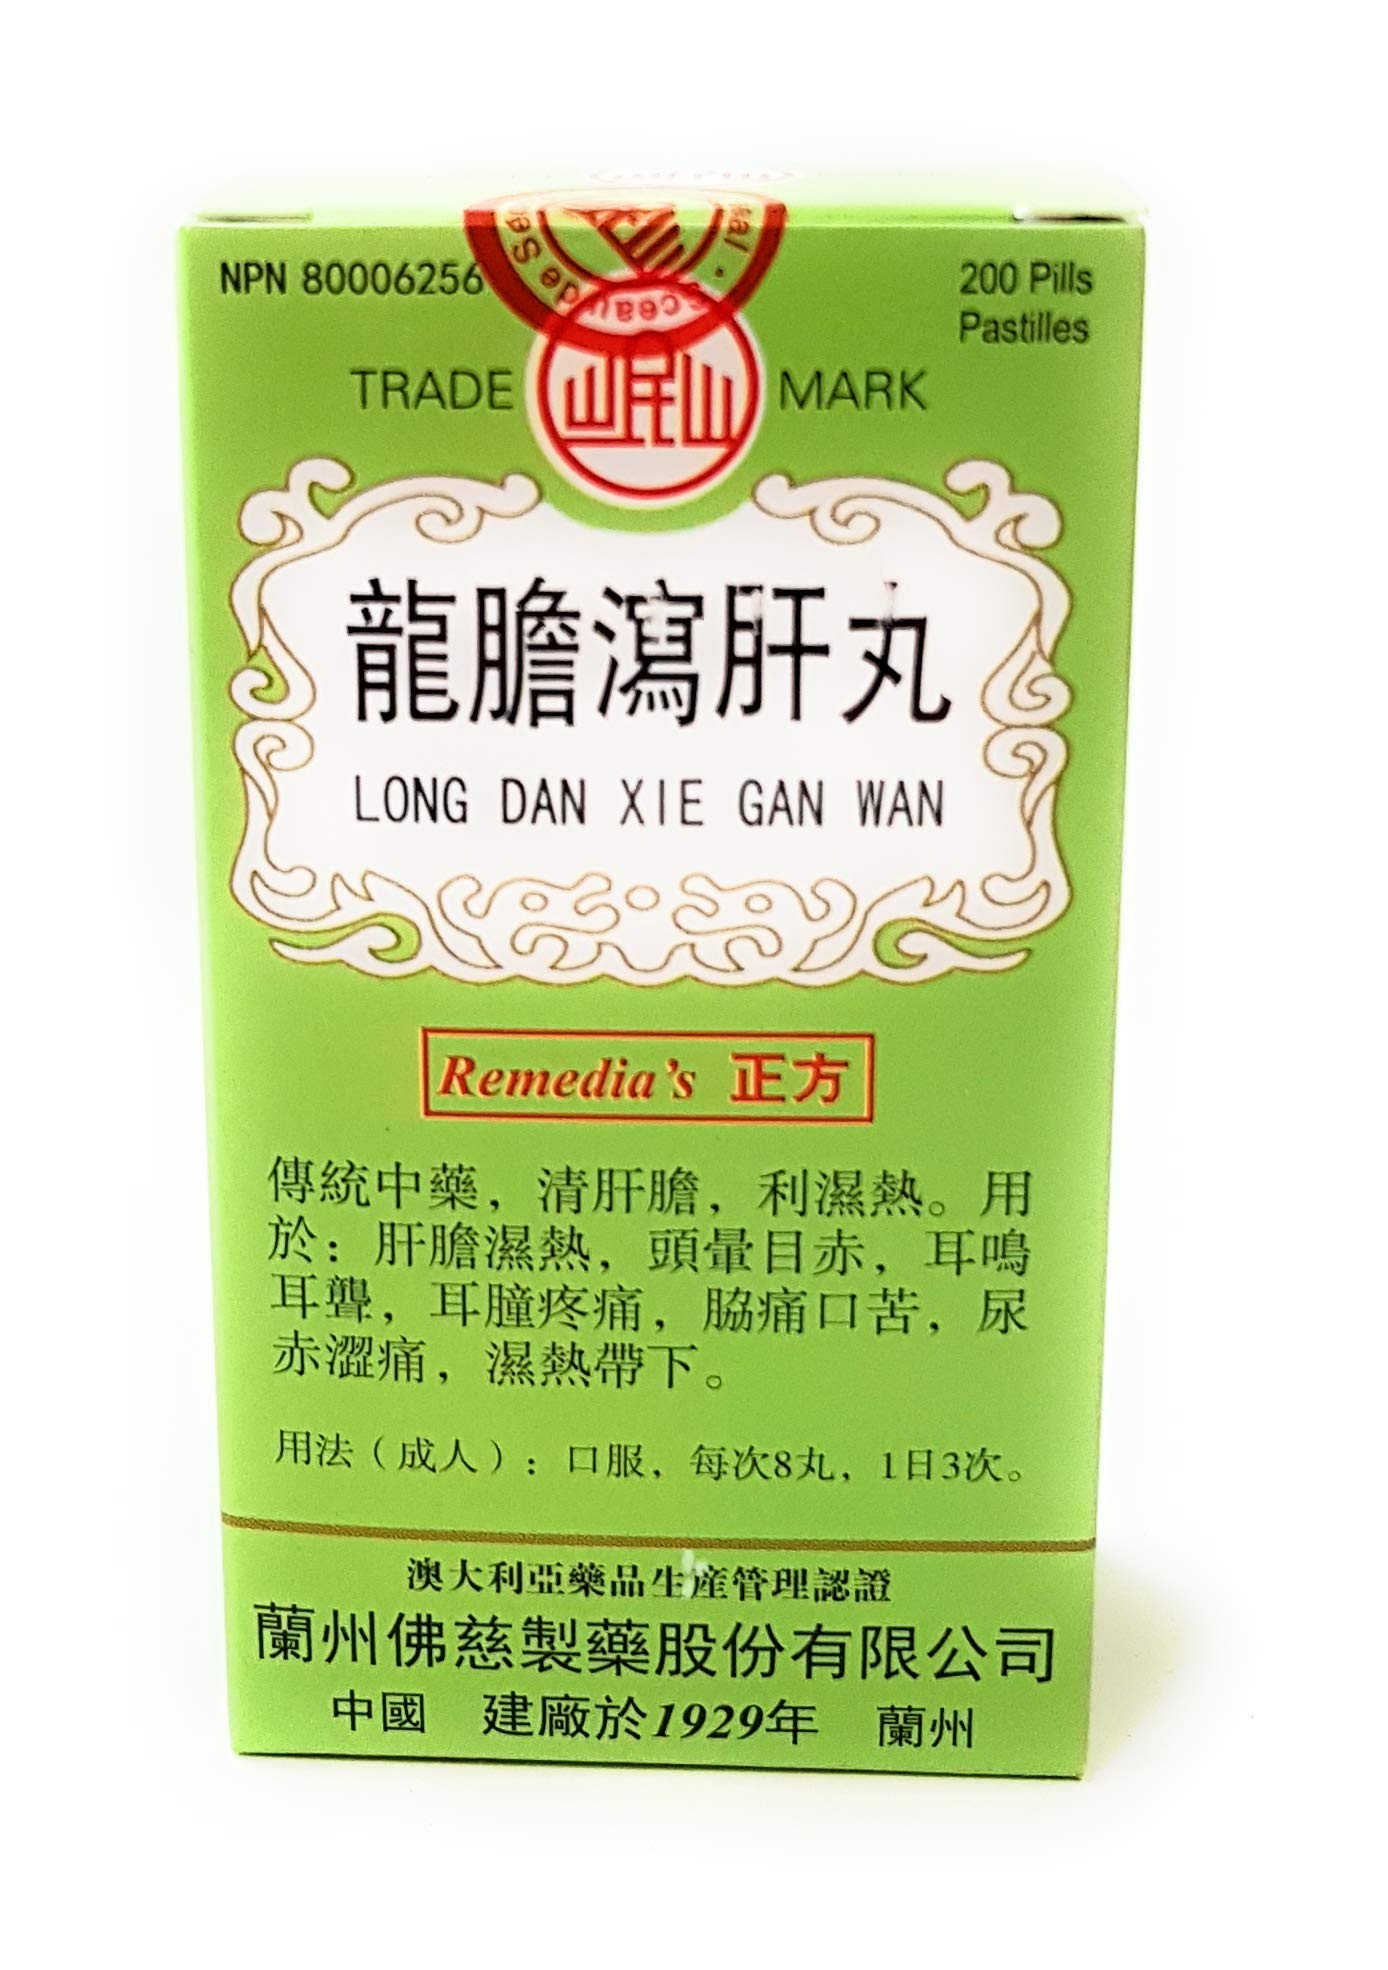 NPN 80006256
200 Pills
Pastilles
TRADE 岷山 MARK
龍膽瀉肝丸
LONG DAN XIE GAN WAN
Remedia's 正方
傳統中藥，清肝膽，利濕熱。用
於：肝膽濕熱，頭暈目赤，耳鳴
耳聾，耳朣疼痛，脇痛口苦，尿
赤澀痛，濕熱帶下。
用法（成人）：口服，每次8丸，1日3次。
澳大利亞藥品生産管理認證
蘭州佛慈製藥股份有限公司
中國 建廠於1929年 蘭州